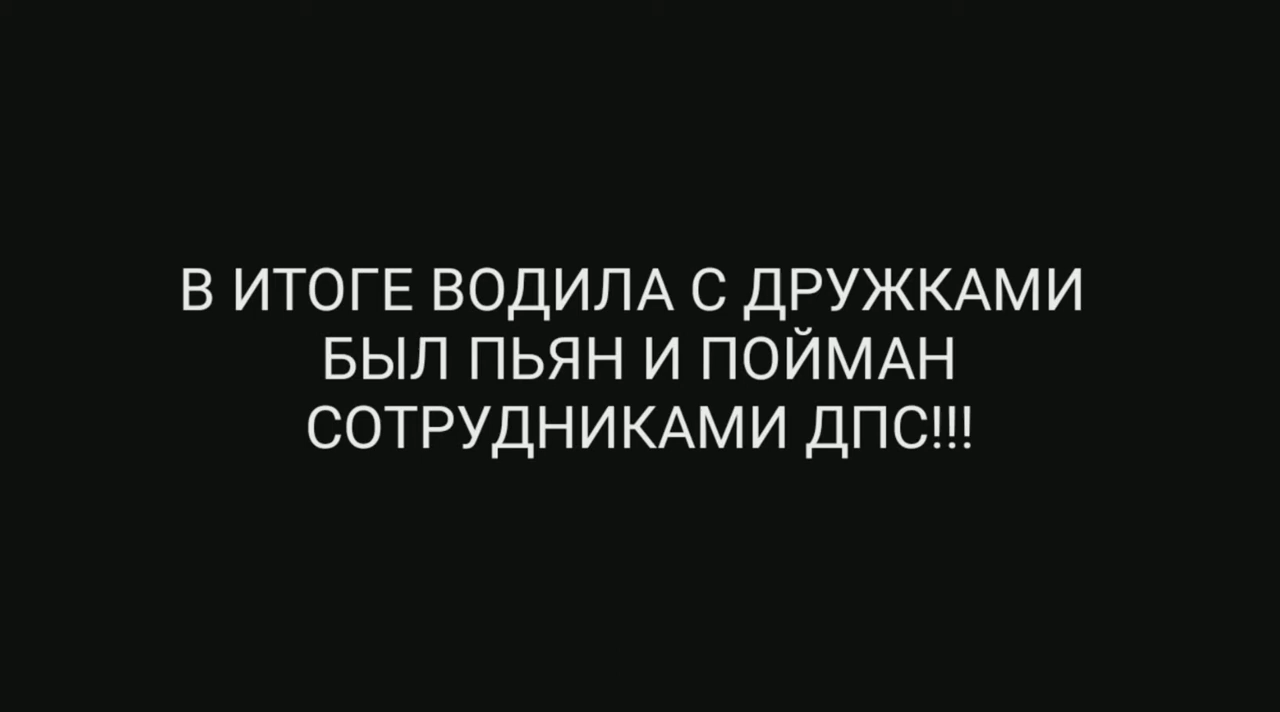 В ИТОГЕ ВОДИЛА С ДРУЖКАМИ
БЫЛ ПЬЯН И ПОЙМАН
СОТРУДНИКАМИ ДПС!!!